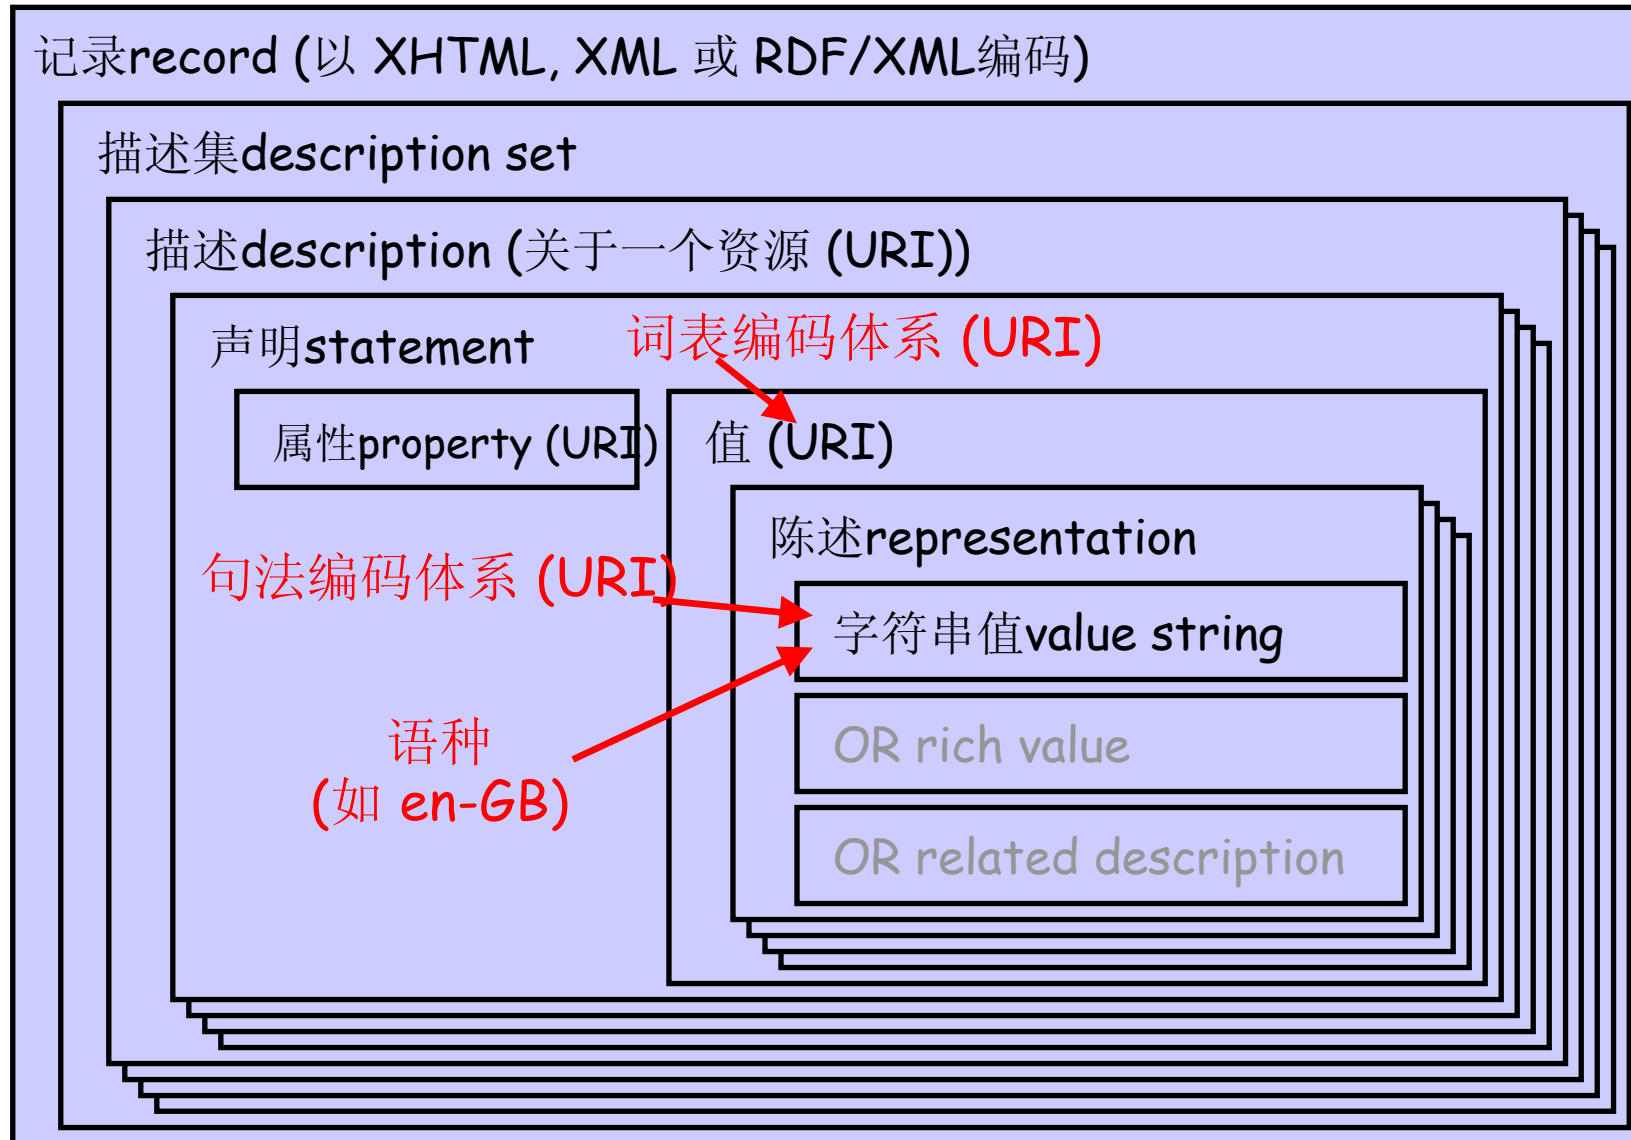 记录record (以 XHTML, XML 或 RDF/XML编码)
描述集description set
描述description (关于一个资源 (URI))
声明statement
词表编码体系 (URI)
属性property (URI)
值 (URI)
陈述representation
句法编码体系 (URI)
字符串值value string
语种
(如 en-GB)
OR rich value
OR related description